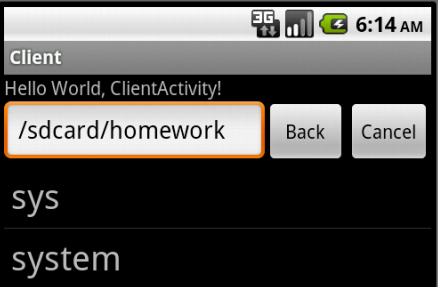 3G 6:14 AM
Client
Hello World, ClientActivity!
/sdcard/homework Back Cancel
sys
system